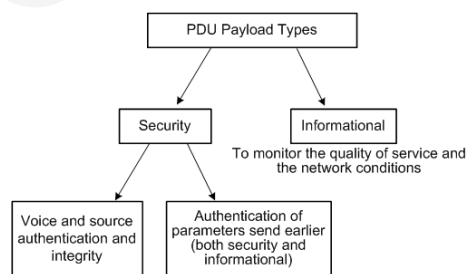 PDU Payload Types
Security
Informational
To monitor the quality of service and
the network conditions
Voice and source
authentication and
integrity
Authentication of
parameters send earlier
(both security and
informational)